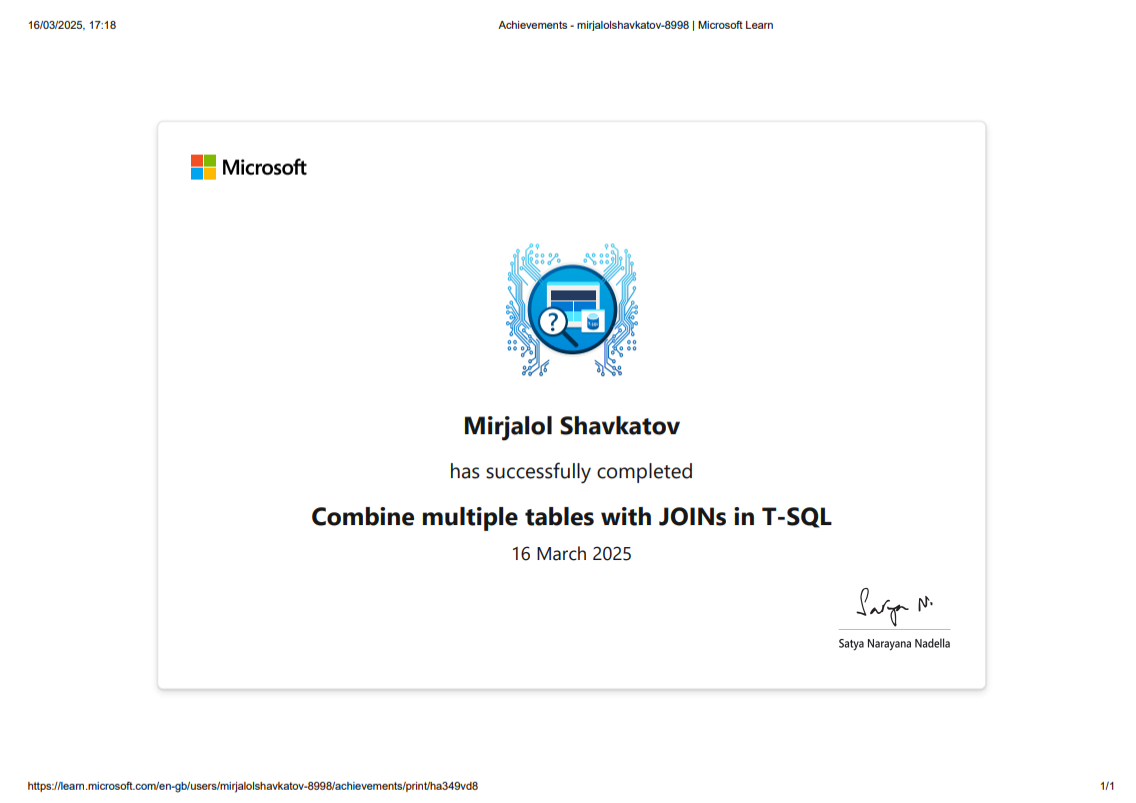 16/03/2025, 17:18 Achievements - mirjalolshavkatov-8998 | Microsoft Learn
Microsoft
?
Mirjalol Shavkatov
has successfully completed
Combine multiple tables with JOINs in T-SQL
16 March 2025
Satya N.
Satya Narayana Nadella
https://learn.microsoft.com/en-gb/users/mirjalolshavkatov-8998/achievements/print/ha349vd8 1/1